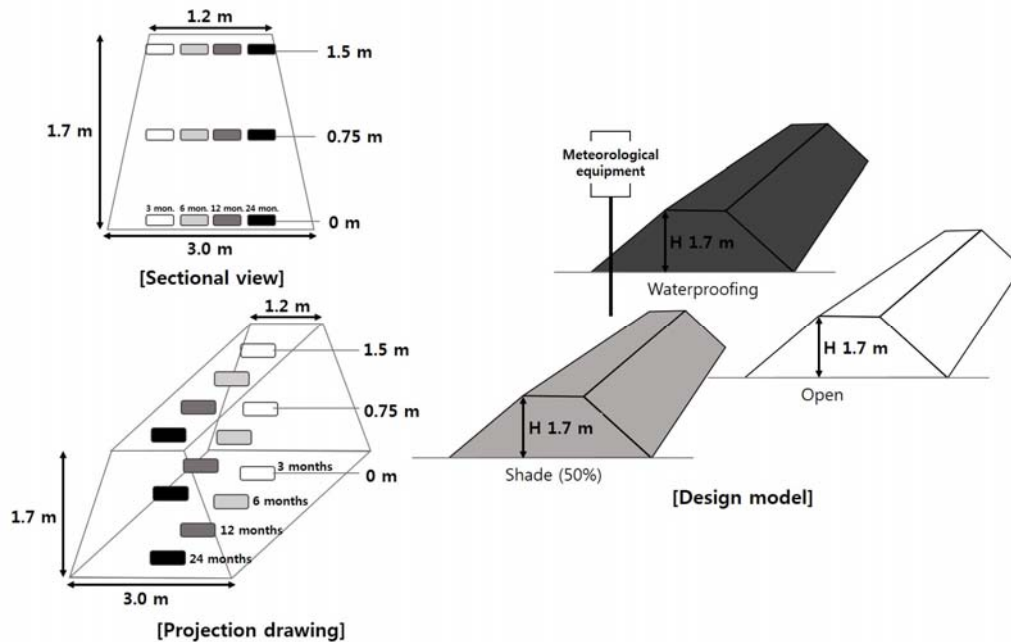 1.2 m
1.5 m
1.7 m
0.75 m
3 mon. 6 mon. 12 mon. 24 mon.
0 m
3.0 m
[Sectional view]
1.2 m
1.5 m
0.75 m
3 months
0 m
6 months
1.7 m
12 months
24 months
3.0 m
[Projection drawing]
Meteorological
equipment
H 1.7 m
Waterproofing
H 1.7 m
Open
H 1.7 m
Shade (50%)
[Design model]